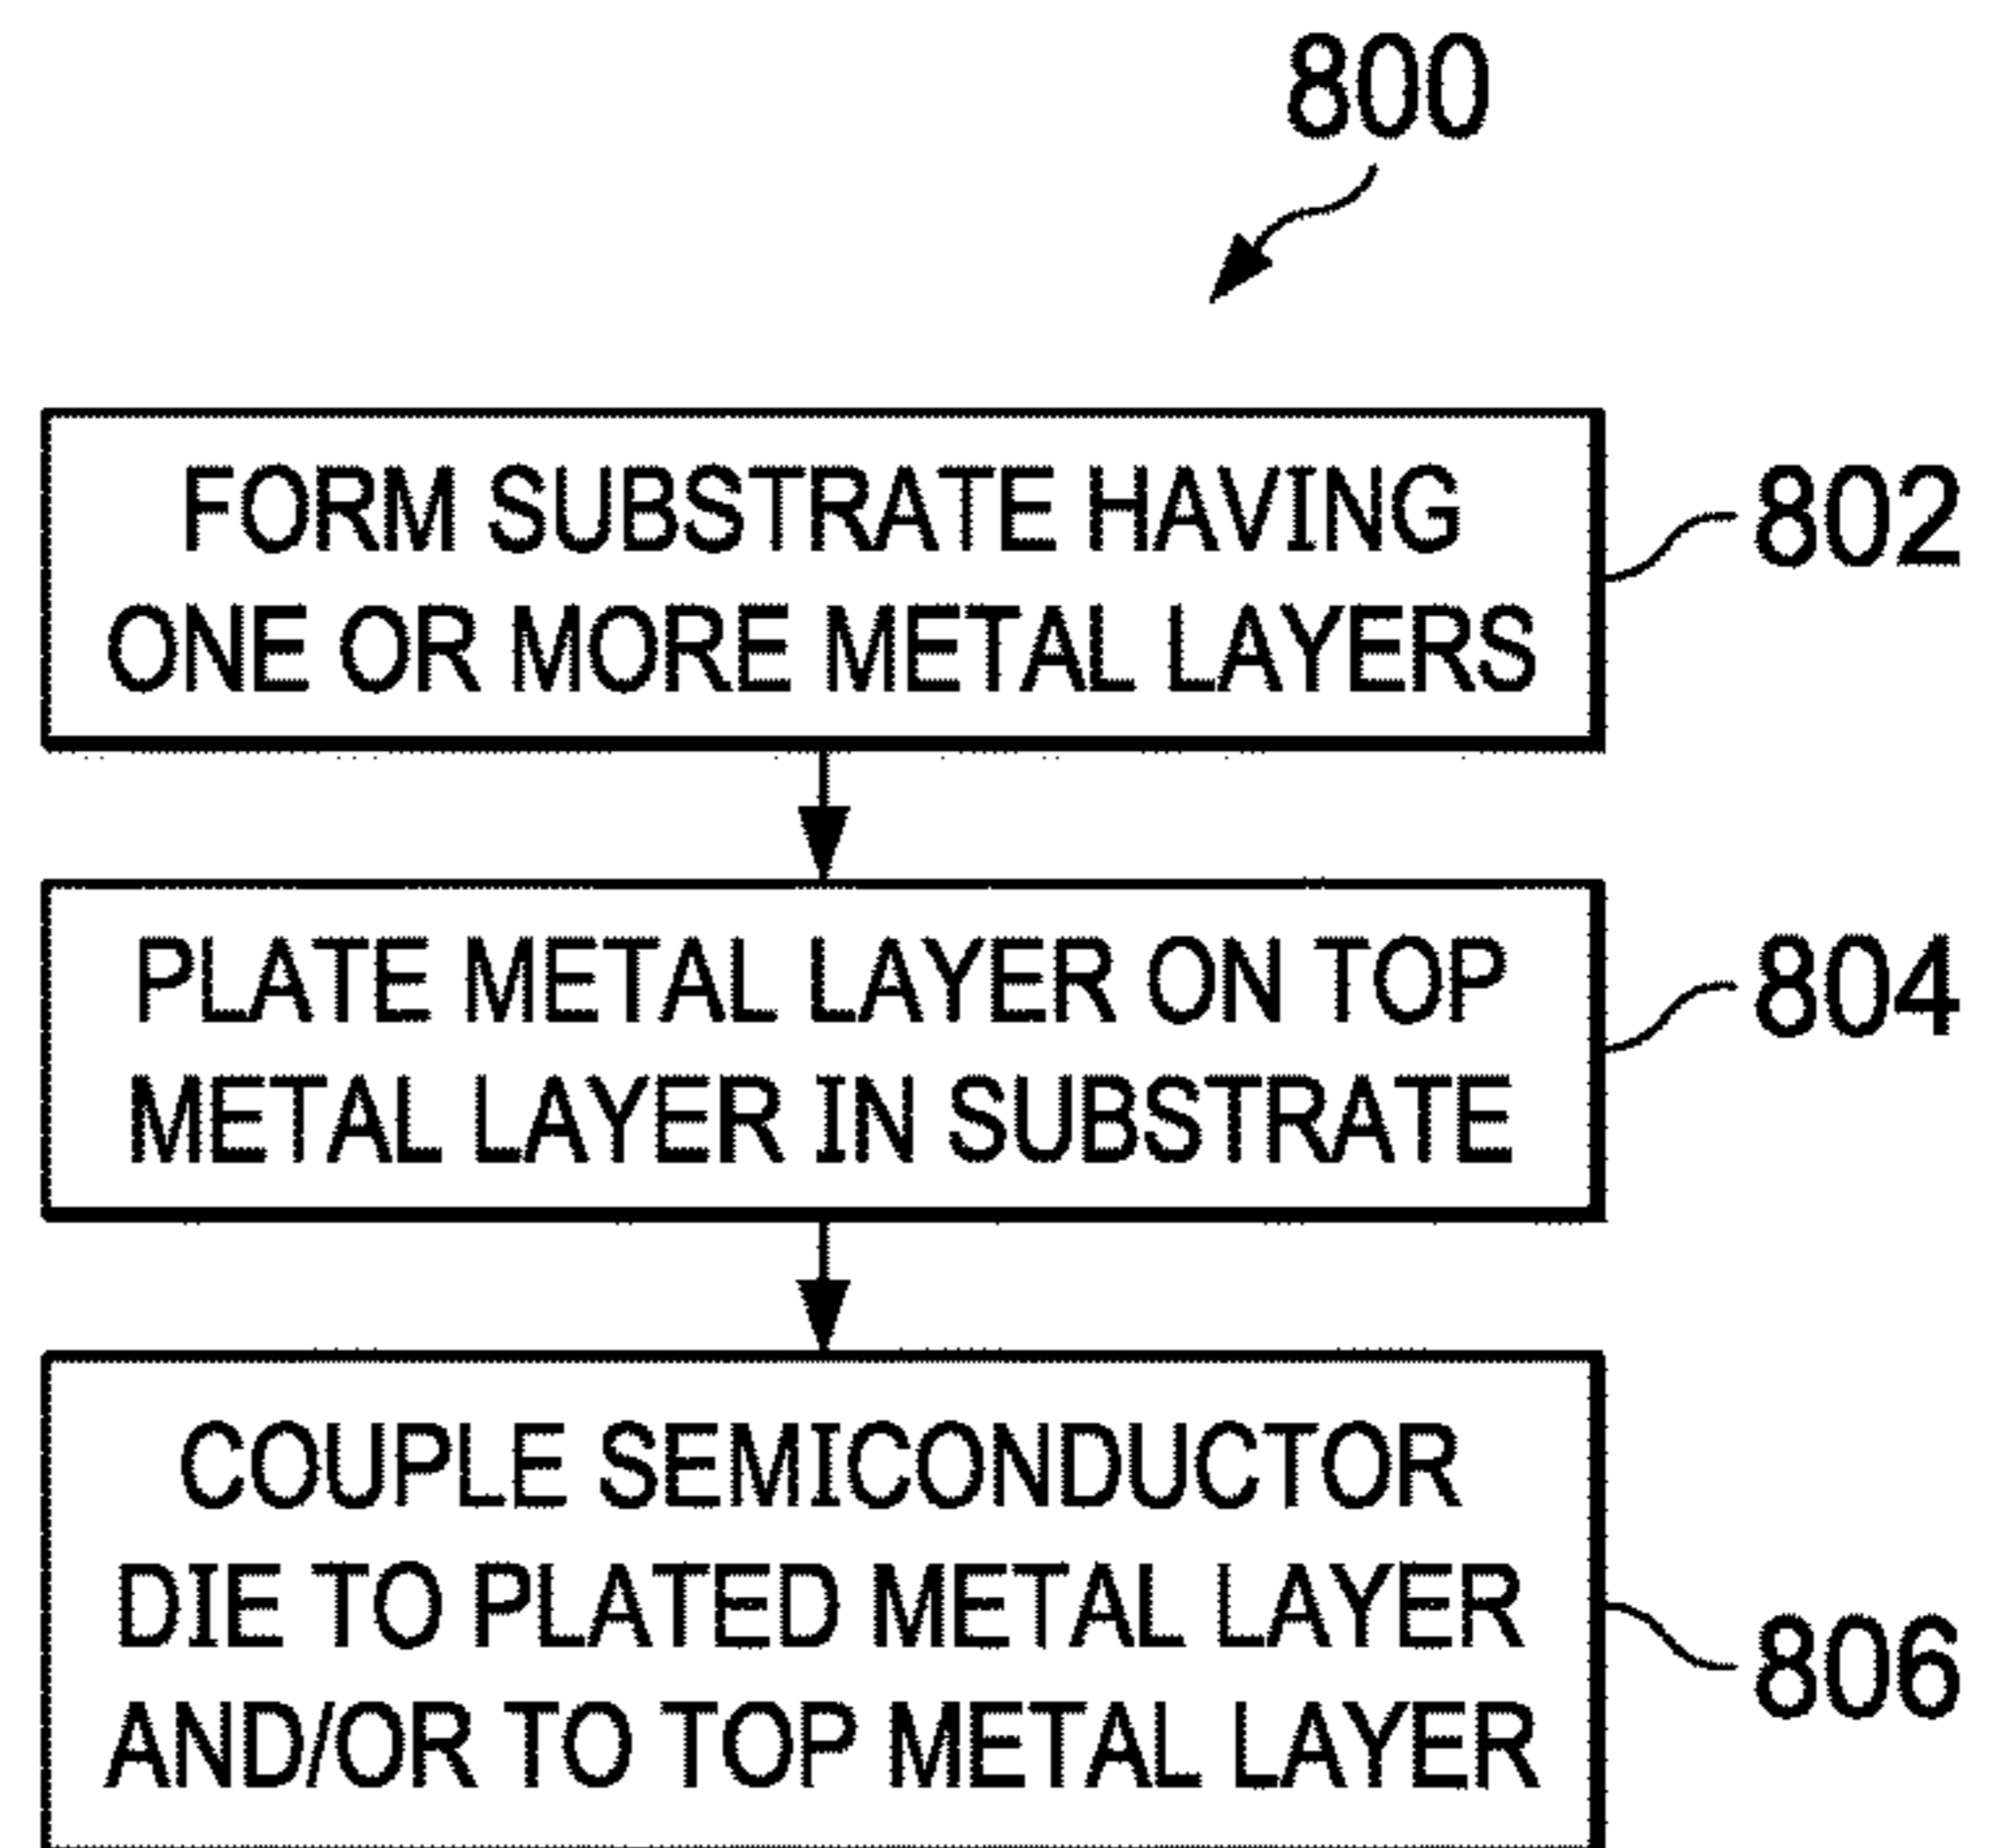 800
FORM SUBSTRATE HAVING
ONE OR MORE METAL LAYERS
802
PLATE METAL LAYER ON TOP
METAL LAYER IN SUBSTRATE
804
COUPLE SEMICONDUCTOR
DIE TO PLATED METAL LAYER
AND/OR TO TOP METAL LAYER
806